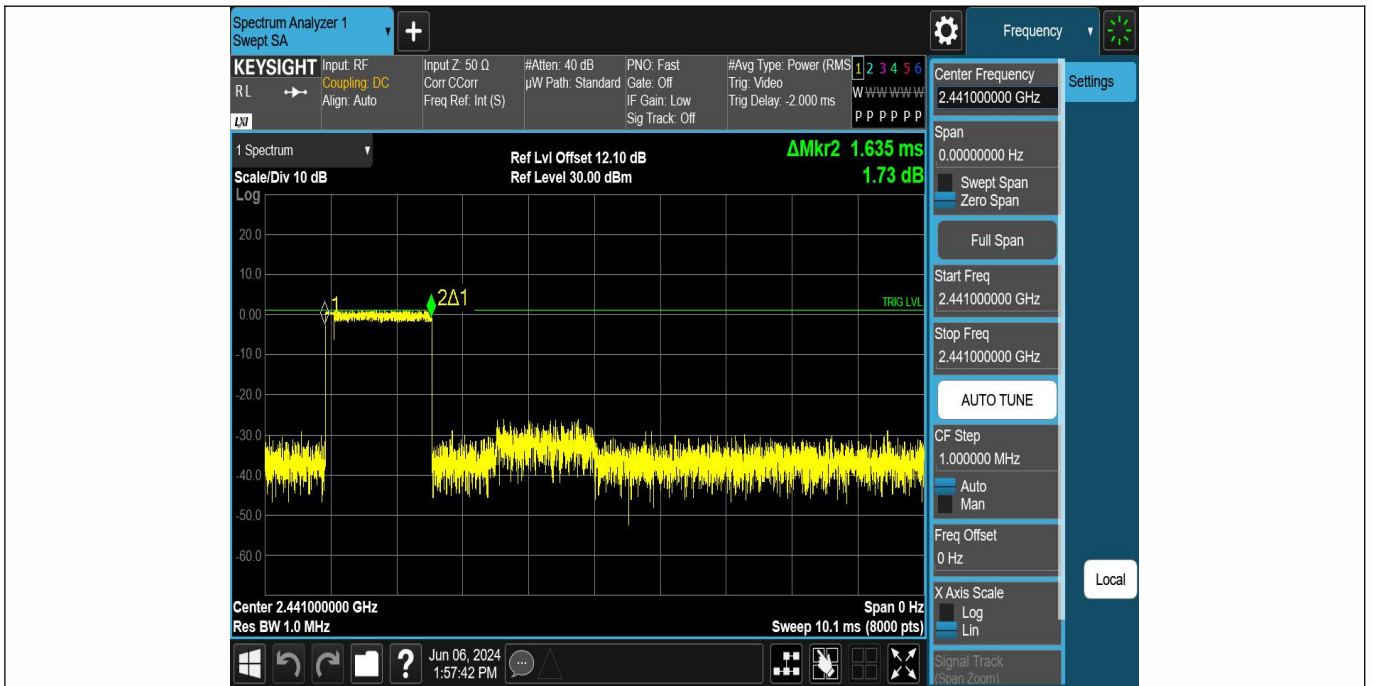 Spectrum Analyzer 1
Swept SA
Frequency
KEYSIGHT
RL
LXI
Input: RF
Coupling: DC
Align: Auto
Input Z: 50 Ω
Corr CCorr
Freq Ref: Int (S)
#Atten: 40 dB
µW Path: Standard
PNO: Fast
Gate: Off
IF Gain: Low
Sig Track: Off
#Avg Type: Power (RMS
Trig: Video
Trig Delay: -2.000 ms
1 2 3 4 5 6
W W W W W W
P P P P P P
1 Spectrum
Scale/Div 10 dB
Ref Lvl Offset 12.10 dB
Ref Level 30.00 dBm
ΔMkr2 1.635 ms
1.73 dB
Log
20.0
10.0
0.00
-10.0
-20.0
-30.0
-40.0
-50.0
-60.0
1
2Δ1
TRIG LVL
Center 2.441000000 GHz
Res BW 1.0 MHz
Span 0 Hz
Sweep 10.1 ms (8000 pts)
Center Frequency
2.441000000 GHz
Settings
Span
0.00000000 Hz
Swept Span
Zero Span
Full Span
Start Freq
2.441000000 GHz
Stop Freq
2.441000000 GHz
AUTO TUNE
CF Step
1.000000 MHz
Auto
Man
Freq Offset
0 Hz
Local
X Axis Scale
Log
Lin
Signal Track
(Span Zoom)
?
Jun 06, 2024
1:57:42 PM